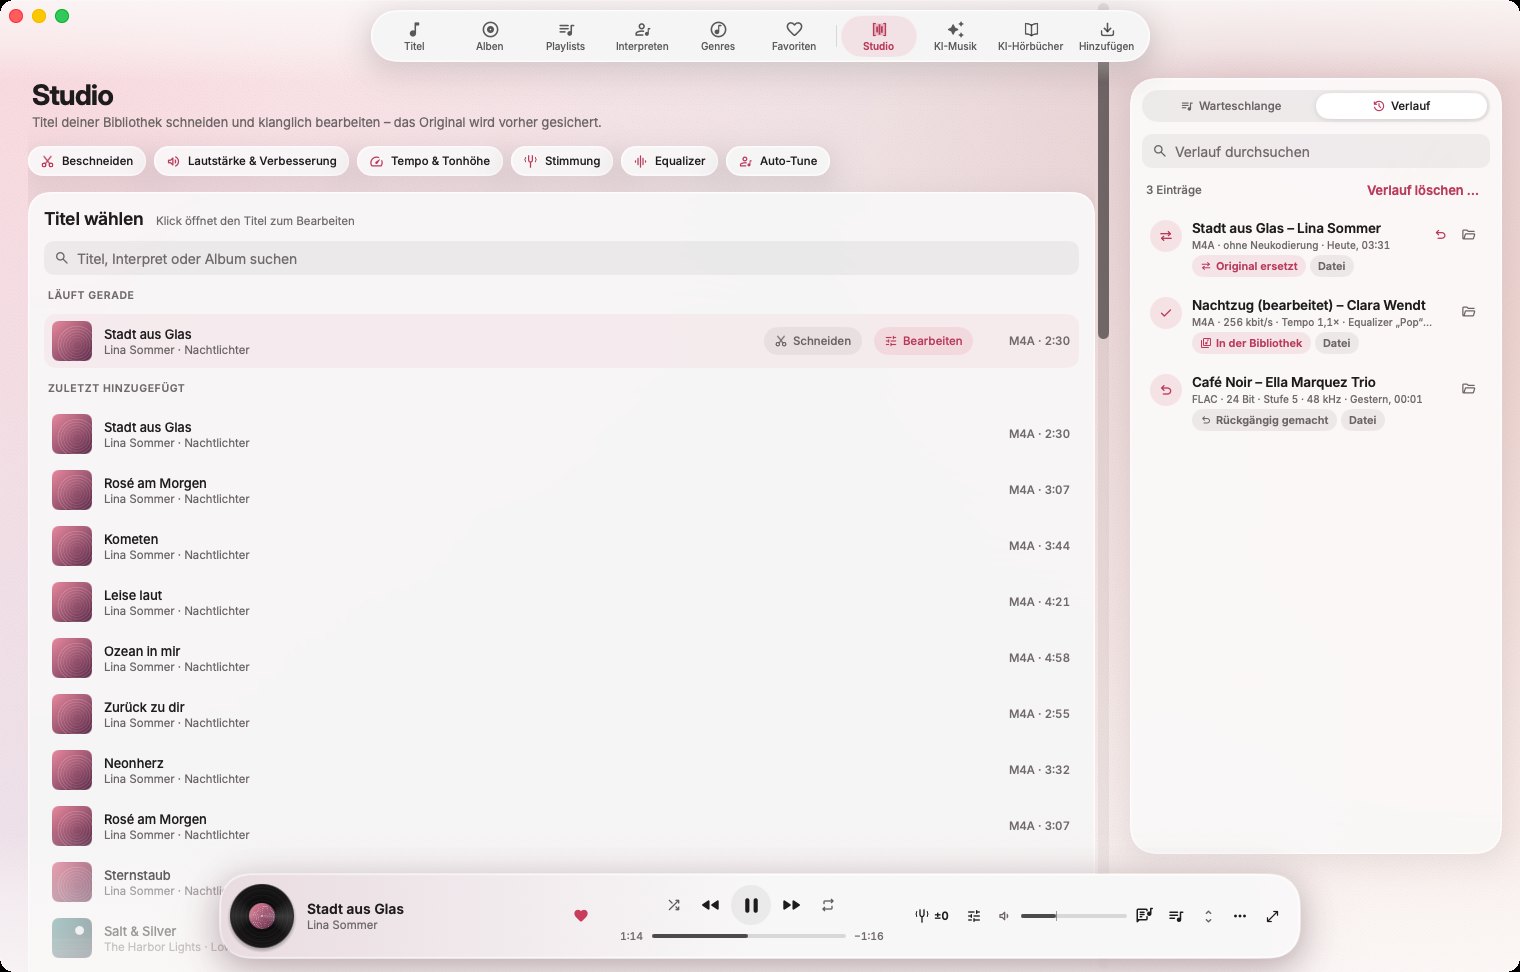 Titel
Alben
Playlists
Interpreten
Genres
Favoriten
Studio
KI-Musik
KI-Hörbücher
Hinzufügen
Studio
Titel deiner Bibliothek schneiden und klanglich bearbeiten – das Original wird vorher gesichert.
Beschneiden
Lautstärke & Verbesserung
Tempo & Tonhöhe
Stimmung
Equalizer
Auto-Tune
Titel wählen Klick öffnet den Titel zum Bearbeiten
Titel, Interpret oder Album suchen
LÄUFT GERADE
Stadt aus Glas
Lina Sommer · Nachtlichter
Schneiden
Bearbeiten
M4A · 2:30
ZULETZT HINZUGEFÜGT
Stadt aus Glas
Lina Sommer · Nachtlichter
M4A · 2:30
Rosé am Morgen
Lina Sommer · Nachtlichter
M4A · 3:07
Kometen
Lina Sommer · Nachtlichter
M4A · 3:44
Leise laut
Lina Sommer · Nachtlichter
M4A · 4:21
Ozean in mir
Lina Sommer · Nachtlichter
M4A · 4:58
Zurück zu dir
Lina Sommer · Nachtlichter
M4A · 2:55
Neonherz
Lina Sommer · Nachtlichter
M4A · 3:32
Rosé am Morgen
Lina Sommer · Nachtlichter
M4A · 3:07
Sternstaub
Lina Sommer · Nachtli
Salt & Silver
The Harbor Lights · Lo
Warteschlange
Verlauf
Verlauf durchsuchen
3 Einträge
Verlauf löschen ...
Stadt aus Glas – Lina Sommer
M4A · ohne Neukodierung · Heute, 03:31
Original ersetzt
Datei
Nachtzug (bearbeitet) – Clara Wendt
M4A · 256 kbit/s · Tempo 1,1× · Equalizer „Pop“...
In der Bibliothek
Datei
Café Noir – Ella Marquez Trio
FLAC · 24 Bit · Stufe 5 · 48 kHz · Gestern, 00:01
Rückgängig gemacht
Datei
Stadt aus Glas
Lina Sommer
1:14
−1:16
±0